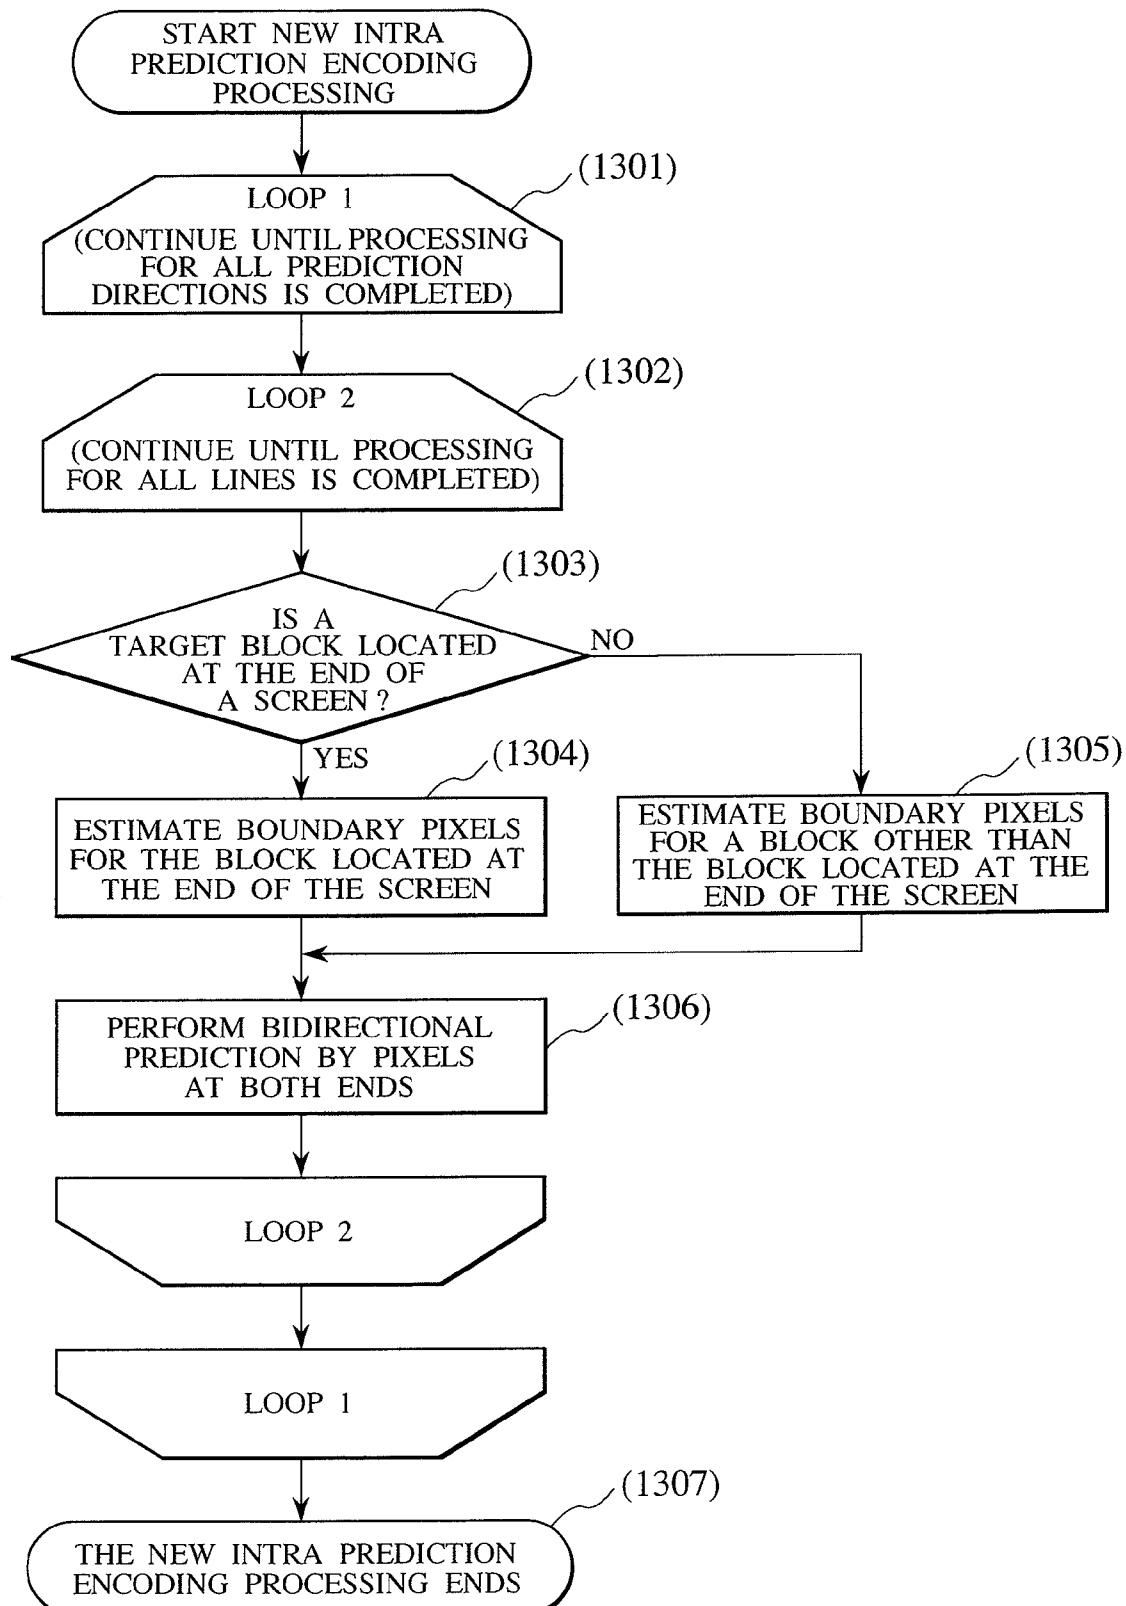 START NEW INTRA
PREDICTION ENCODING
PROCESSING
(1301)
LOOP 1
(CONTINUE UNTIL PROCESSING
FOR ALL PREDICTION
DIRECTIONS IS COMPLETED)
(1302)
LOOP 2
(CONTINUE UNTIL PROCESSING
FOR ALL LINES IS COMPLETED)
(1303)
IS A
TARGET BLOCK LOCATED
AT THE END OF
A SCREEN ?
NO
YES
(1304)
ESTIMATE BOUNDARY PIXELS
FOR THE BLOCK LOCATED AT
THE END OF THE SCREEN
(1305)
ESTIMATE BOUNDARY PIXELS
FOR A BLOCK OTHER THAN
THE BLOCK LOCATED AT THE
END OF THE SCREEN
(1306)
PERFORM BIDIRECTIONAL
PREDICTION BY PIXELS
AT BOTH ENDS
LOOP 2
LOOP 1
(1307)
THE NEW INTRA PREDICTION
ENCODING PROCESSING ENDS